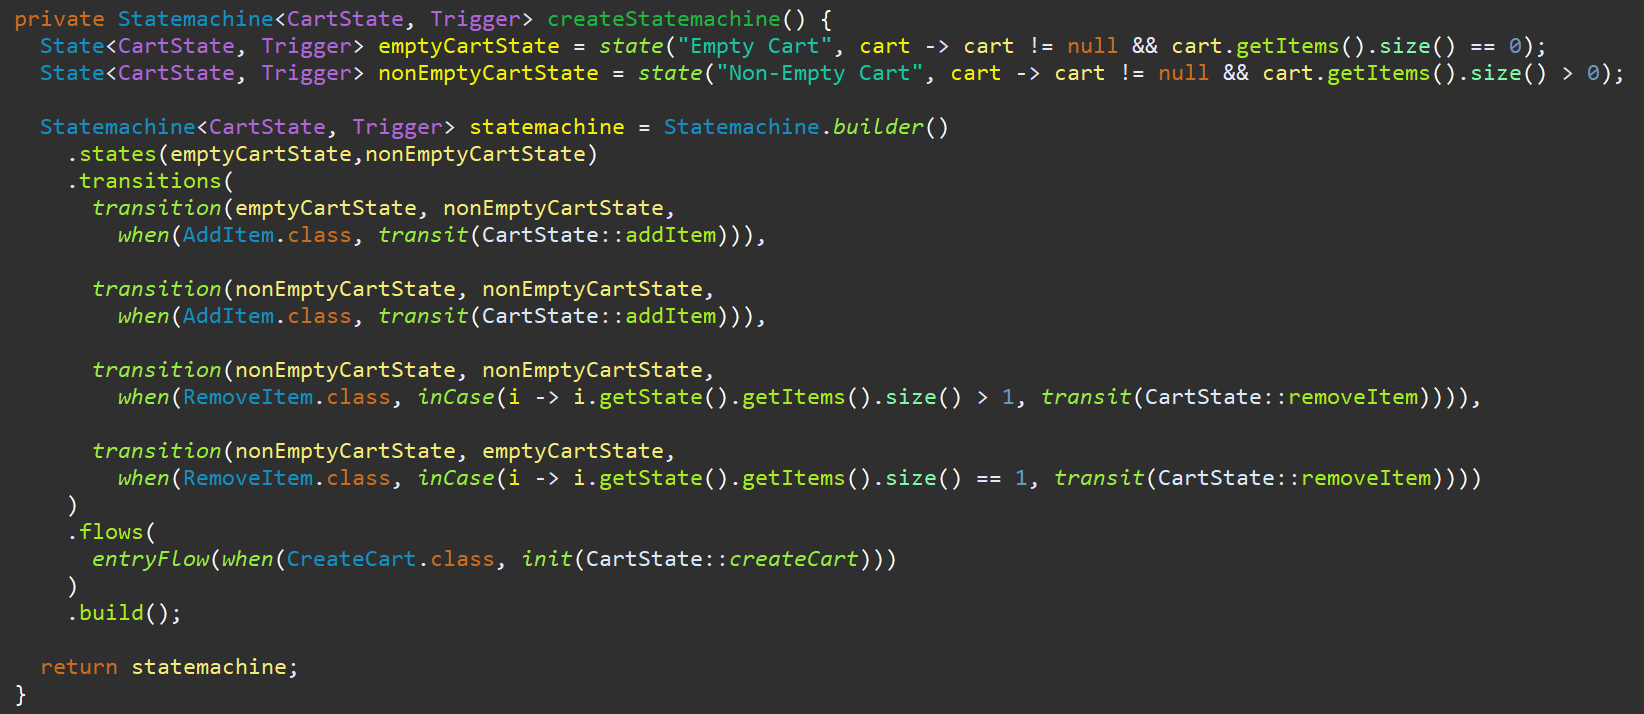 private Statemachine<CartState, Trigger> createStatemachine() {
  State<CartState, Trigger> emptyCartState = state("Empty Cart", cart -> cart != null && cart.getItems().size() == 0);
  State<CartState, Trigger> nonEmptyCartState = state("Non-Empty Cart", cart -> cart != null && cart.getItems().size() > 0);

  Statemachine<CartState, Trigger> statemachine = Statemachine.builder()
    .states(emptyCartState,nonEmptyCartState)
    .transitions(
      transition(emptyCartState, nonEmptyCartState,
        when(AddItem.class, transit(CartState::addItem))),

      transition(nonEmptyCartState, nonEmptyCartState,
        when(AddItem.class, transit(CartState::addItem))),

      transition(nonEmptyCartState, nonEmptyCartState,
        when(RemoveItem.class, inCase(i -> i.getState().getItems().size() > 1, transit(CartState::removeItem)))),

      transition(nonEmptyCartState, emptyCartState,
        when(RemoveItem.class, inCase(i -> i.getState().getItems().size() == 1, transit(CartState::removeItem))))
    )
    .flows(
      entryFlow(when(CreateCart.class, init(CartState::createCart)))
    )
    .build();

  return statemachine;
}